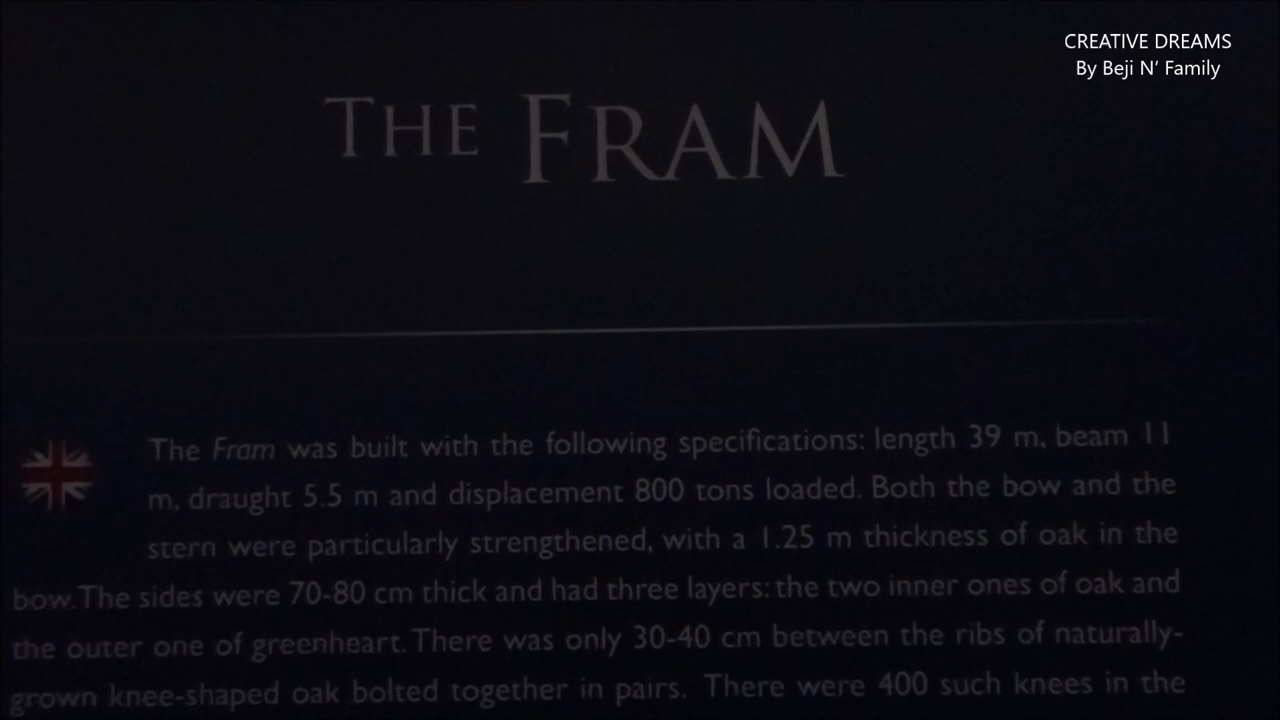 CREATIVE DREAMS
By Beji N’ Family
THE FRAM
The Fram was built with the following specifications: length 39 m, beam 11
m, draught 5.5 m and displacement 800 tons loaded. Both the bow and the
stern were particularly strengthened, with a 1.25 m thickness of oak in the
bow. The sides were 70-80 cm thick and had three layers: the two inner ones of oak and
the outer one of greenheart. There was only 30-40 cm between the ribs of naturally-
grown knee-shaped oak bolted together in pairs. There were 400 such knees in the